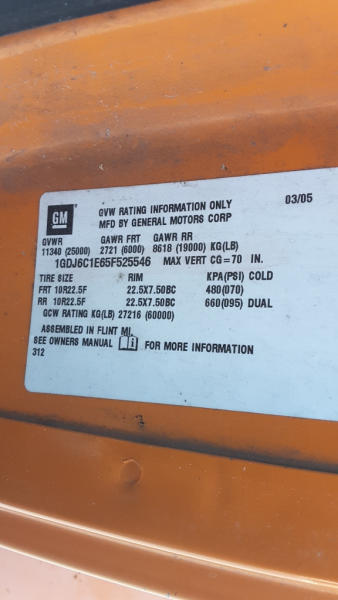 GM
GVW RATING INFORMATION ONLY 03/05
MFD BY GENERAL MOTORS CORP
GVWR GAWR FRT GAWR RR
11340 (25000) 2721 (6000) 8618 (19000) KG(LB)
1GDJ6C1E65F525546 MAX VERT CG=70 IN.
TIRE SIZE RIM KPA(PSI) COLD
FRT 10R22.5F 22.5X7.50BC 480(070)
RR 10R22.5F 22.5X7.50BC 660(095) DUAL
GCW RATING KG(LB) 27216 (60000)
ASSEMBLED IN FLINT MI.
SEE OWNERS MANUAL i FOR MORE INFORMATION
312